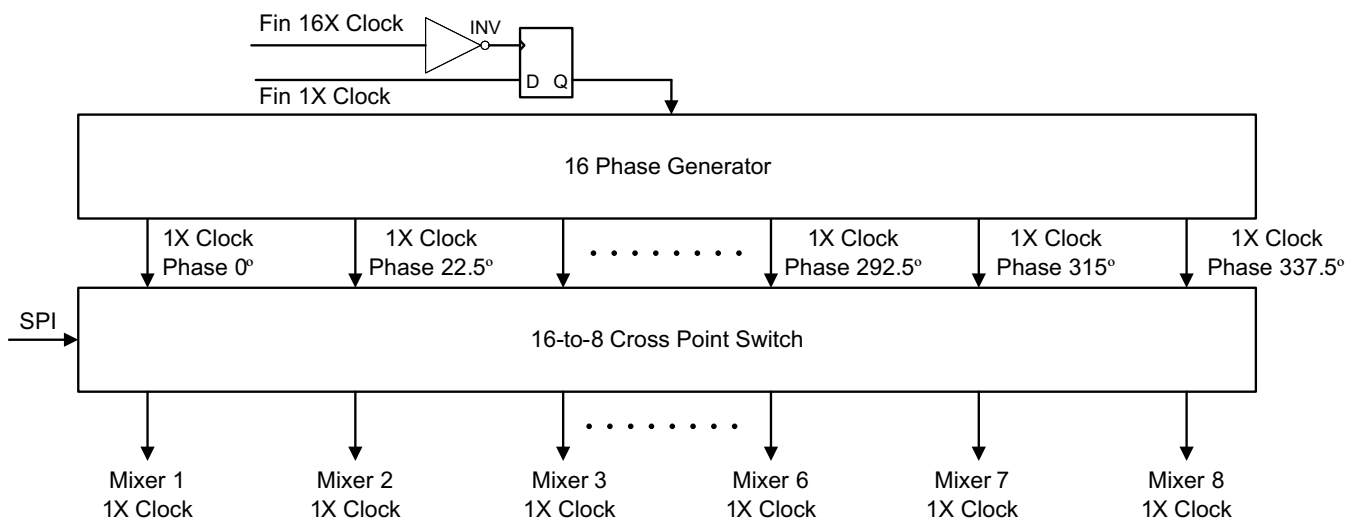 Fin 16X Clock
INV
D Q
Fin 1X Clock
16 Phase Generator
1X Clock
Phase 0º
1X Clock
Phase 22.5º
1X Clock
Phase 292.5º
1X Clock
Phase 315º
1X Clock
Phase 337.5º
SPI
16-to-8 Cross Point Switch
Mixer 1
1X Clock
Mixer 2
1X Clock
Mixer 3
1X Clock
Mixer 6
1X Clock
Mixer 7
1X Clock
Mixer 8
1X Clock